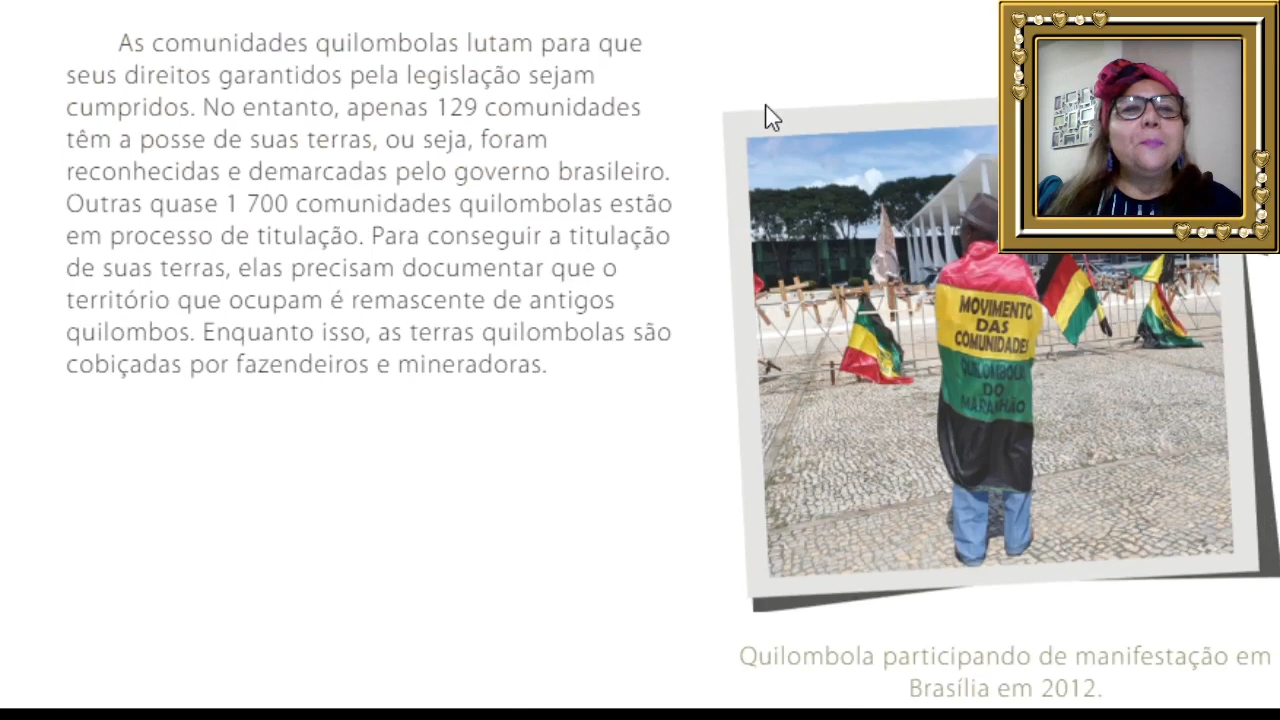 As comunidades quilombolas lutam para que
seus direitos garantidos pela legislação sejam
cumpridos. No entanto, apenas 129 comunidades
têm a posse de suas terras, ou seja, foram
reconhecidas e demarcadas pelo governo brasileiro.
Outras quase 1 700 comunidades quilombolas estão
em processo de titulação. Para conseguir a titulação
de suas terras, elas precisam documentar que o
território que ocupam é remascente de antigos
quilombos. Enquanto isso, as terras quilombolas são
cobiçadas por fazendeiros e mineradoras.
MOVIMENTO
DAS
COMUNIDADES
QUILOMBOLA
DO
MARANHÃO
Quilombola participando de manifestação em
Brasília em 2012.